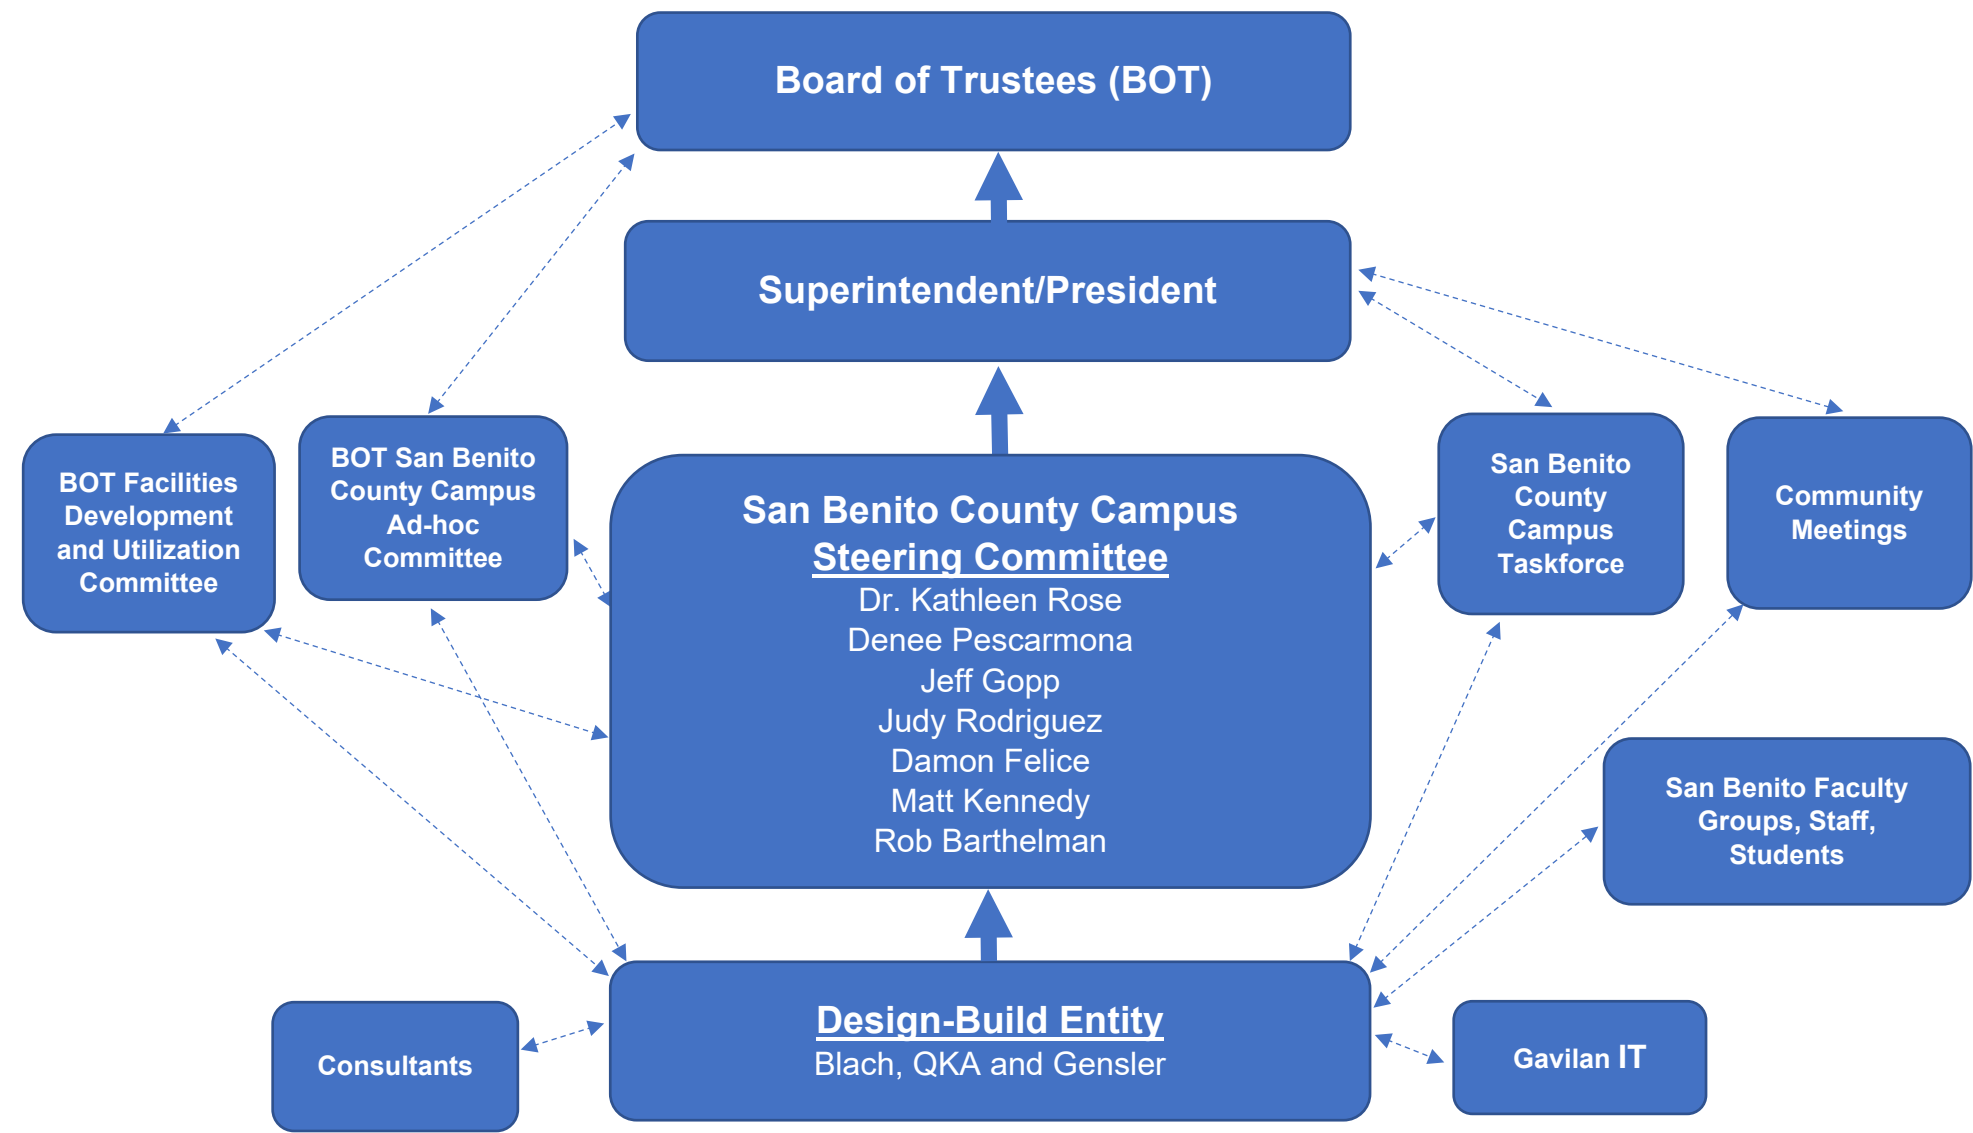 Board of Trustees (BOT)
Superintendent/President
BOT Facilities
Development
and Utilization
Committee
BOT San Benito
County Campus
Ad-hoc
Committee
San Benito County Campus
Steering Committee
Dr. Kathleen Rose
Denee Pescarmona
Jeff Gopp
Judy Rodriguez
Damon Felice
Matt Kennedy
Rob Barthelman
San Benito
County
Campus
Taskforce
Community
Meetings
San Benito Faculty
Groups, Staff,
Students
Consultants
Design-Build Entity
Blach, QKA and Gensler
Gavilan IT